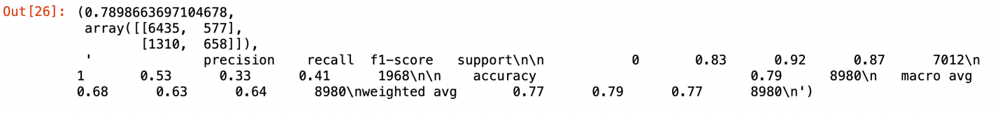 Out[26]: (0.7898663697104678,
array([[6435, 577],
[1310, 658]]),
' precision recall f1-score support\n\n 0 0.83 0.92 0.87 7012\n
1 0.53 0.33 0.41 1968\n\n accuracy 0.79 8980\n macro avg
0.68 0.63 0.64 8980\nweighted avg 0.77 0.79 0.77 8980\n')